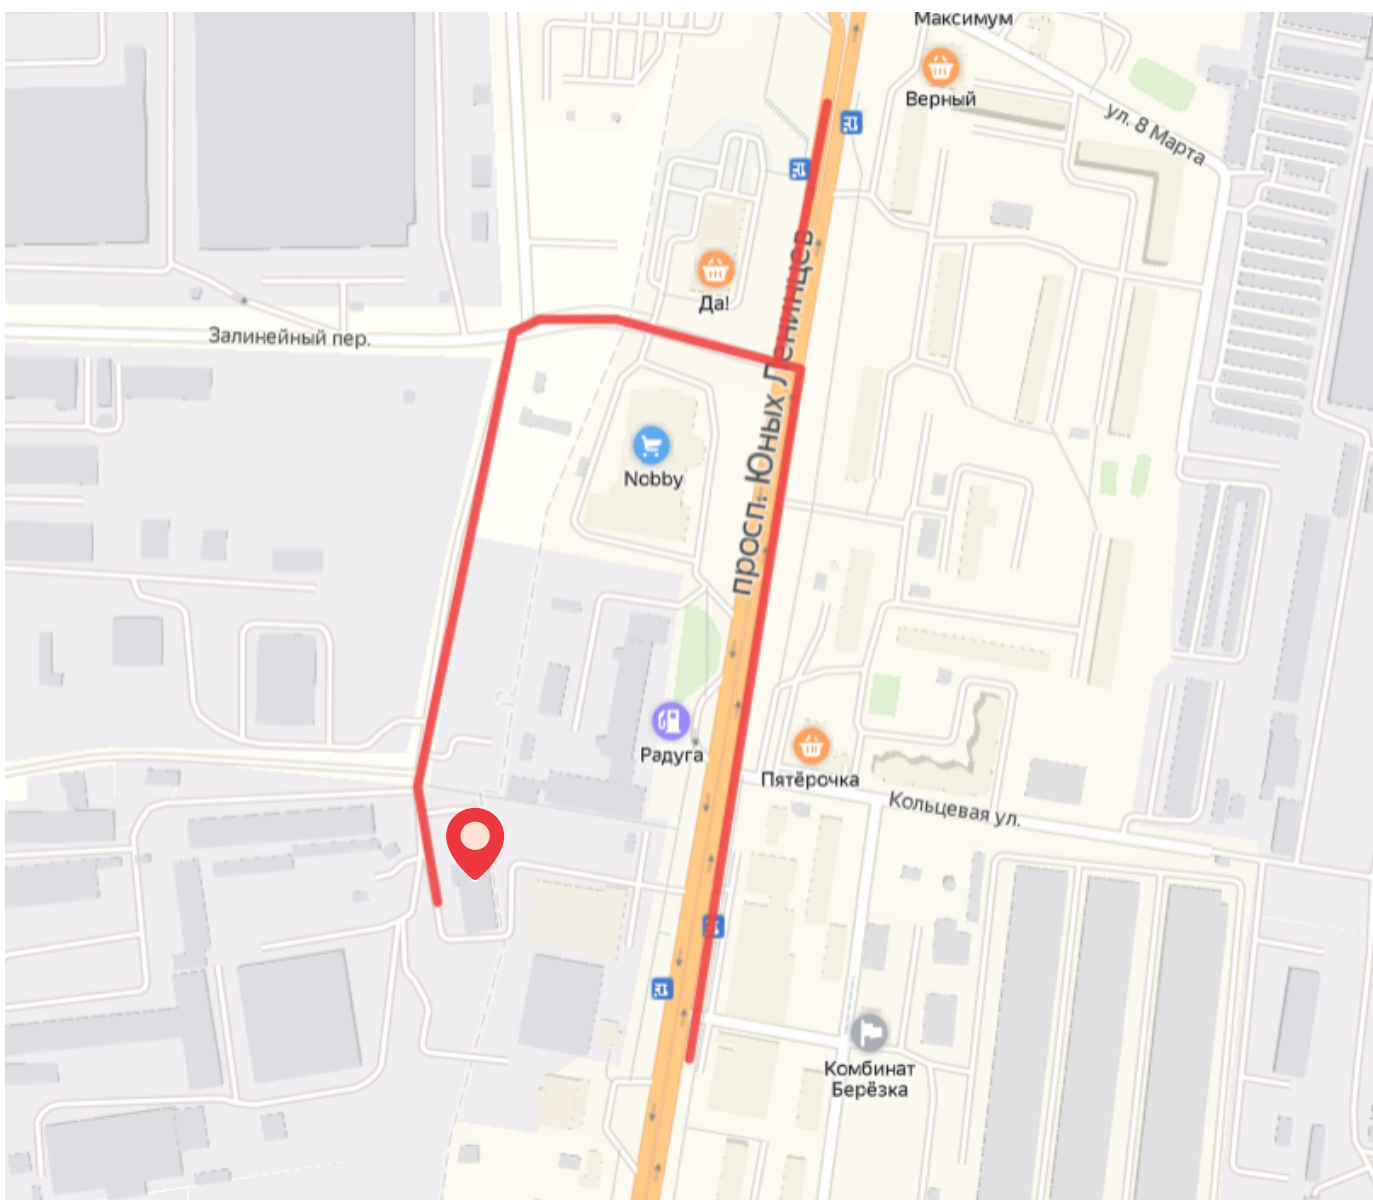 Максимум
Верный
ул. 8 Марта
Да!
Залинейный пер.
просп. Юных Ленинцев
Nobby
Радуга
Пятёрочка
Кольцевая ул.
Комбинат
Берёзка